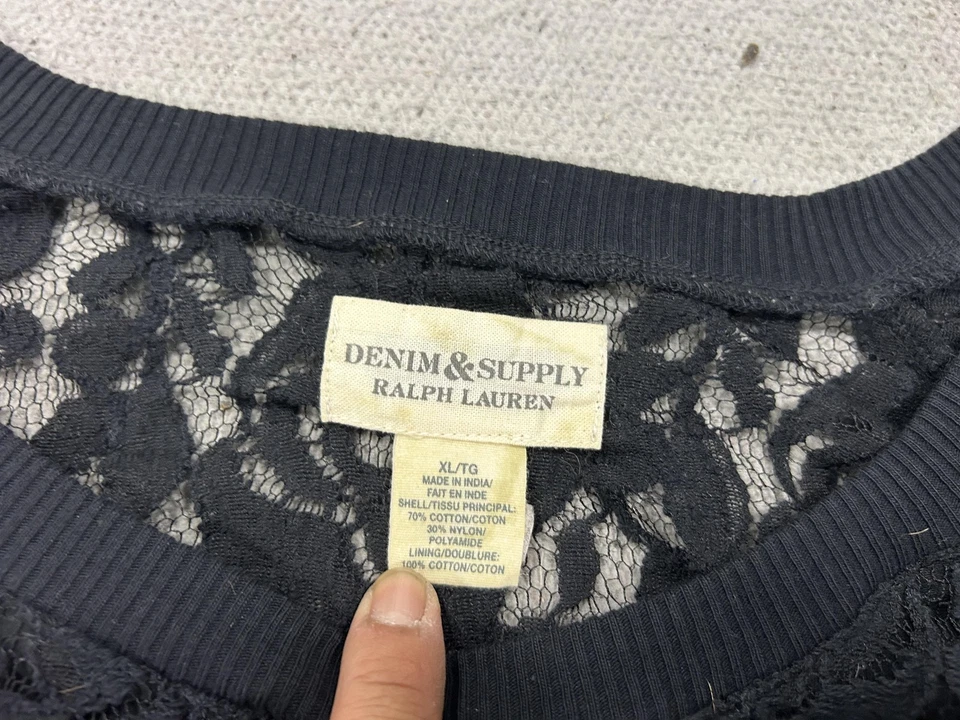 DENIM&SUPPLY
RALPH LAUREN
XL/TG
MADE IN INDIA/
FAIT EN INDE
SHELL/TISSU PRINCIPAL:
70% COTTON/COTON
30% NYLON/
POLYAMIDE
LINING/DOUBLURE:
100% COTTON/COTON